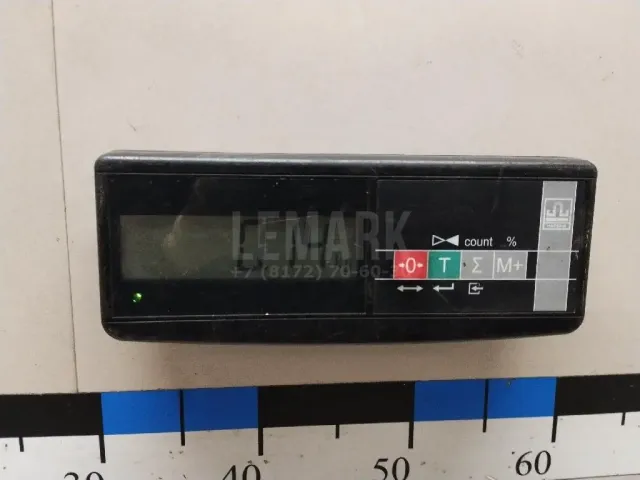 LEMARK
+7 (8172) 70-60-
count %
→0← T Σ M+
30 40 50 60